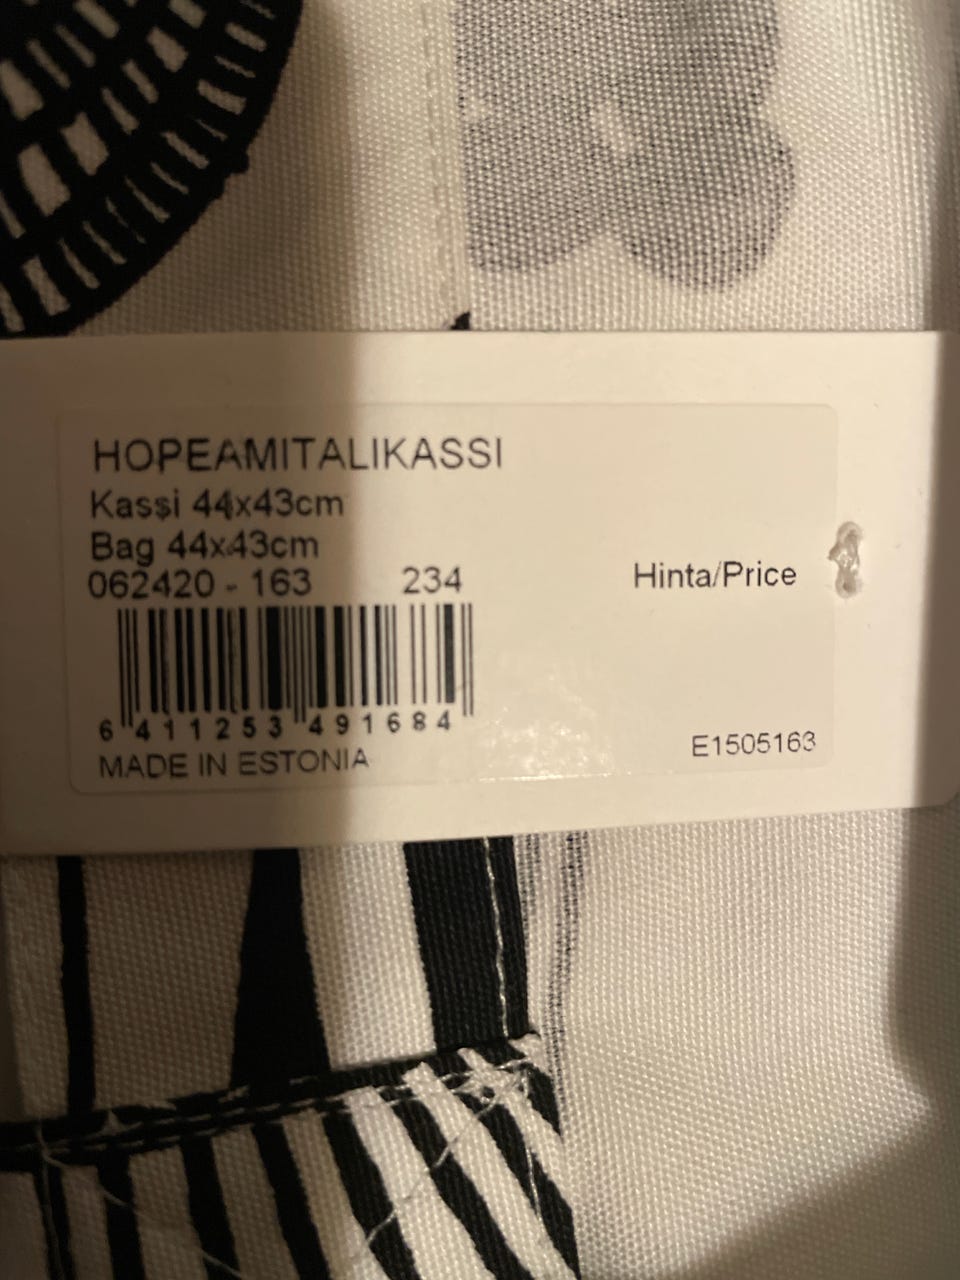 HOPEAMITALIKASSI
Kassi 44x43cm
Bag 44x43cm
062420 - 163 234
Hinta/Price
6 411253 491684
MADE IN ESTONIA
E1505163